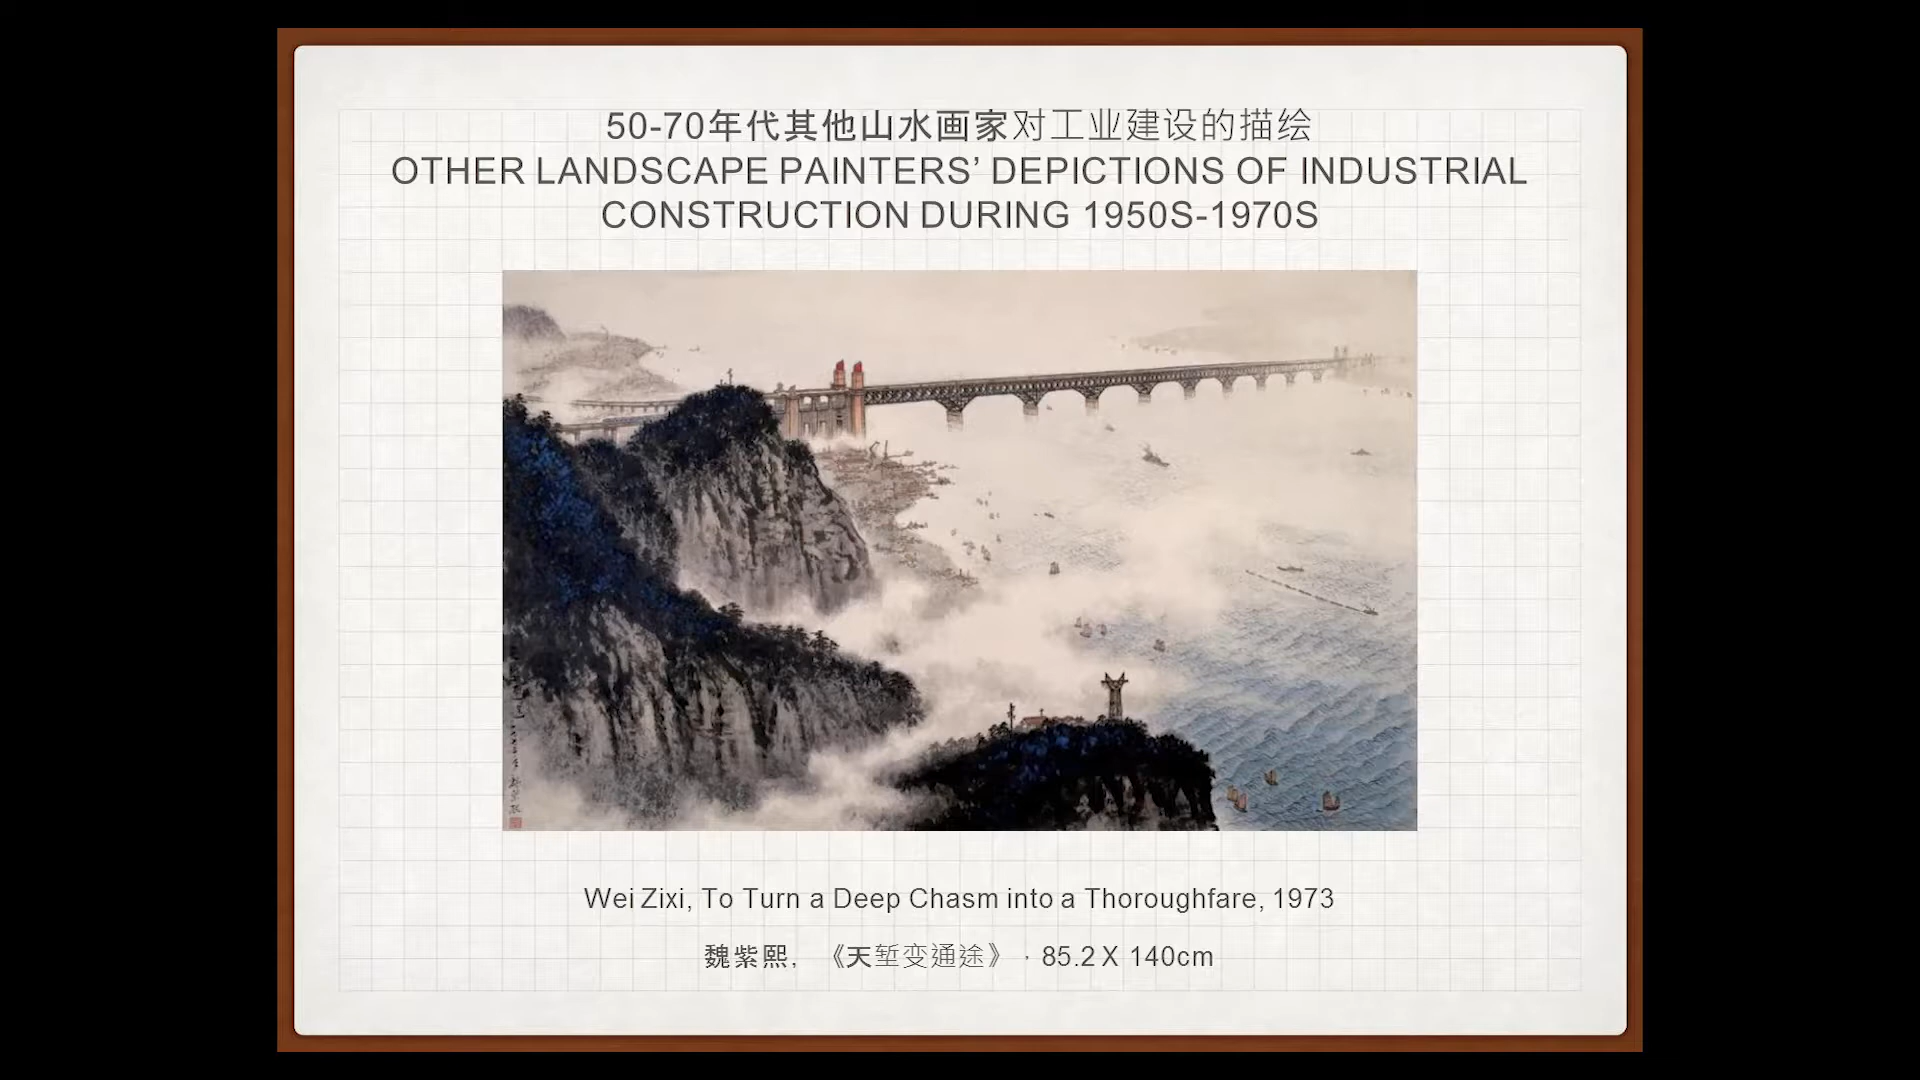 50-70年代其他山水画家对工业建设的描绘
OTHER LANDSCAPE PAINTERS’ DEPICTIONS OF INDUSTRIAL
CONSTRUCTION DURING 1950S-1970S
Wei Zixi, To Turn a Deep Chasm into a Thoroughfare, 1973
魏紫熙，《天堑变通途》 · 85.2 X 140cm